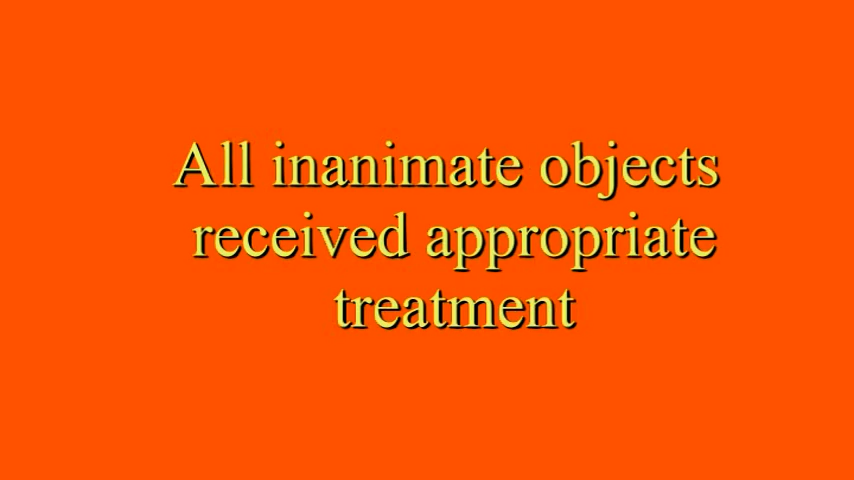 All inanimate objects
received appropriate
treatment